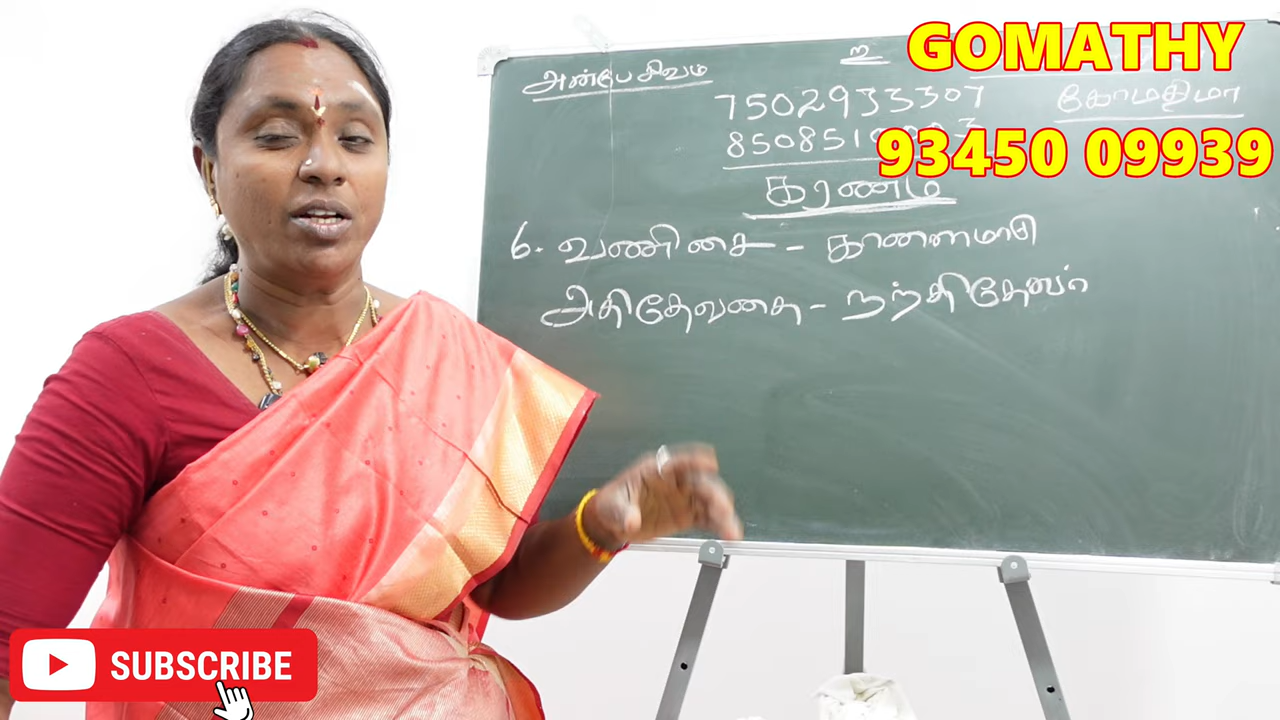 GOMATHY
93450 09939
உ
அன்பே சிவம்
7502933307
கோமதிமா
கரணம்
6. வணிசை - காளைமாடு
அதிதேவதை - நந்திதேவர்
SUBSCRIBE